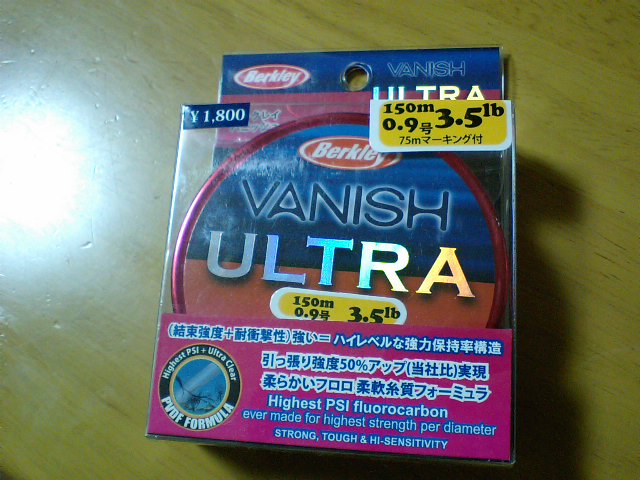 Berkley
VANISH
ULTRA
¥1,800
150m
0.9号 3.5lb
75mマーキング付
Berkley
VANISH
ULTRA
150m
0.9号 3.5lb
(結束強度+耐衝撃性)強い=ハイレベルな強力保持率構造
引っ張り強度50%アップ(当社比)実現
柔らかいフロロ 柔軟糸質フォーミュラ
Highest PSI + Ultra Clear
PVDF FORMULA
Highest PSI fluorocarbon
ever made for highest strength per diameter
STRONG, TOUGH & HI-SENSITIVITY